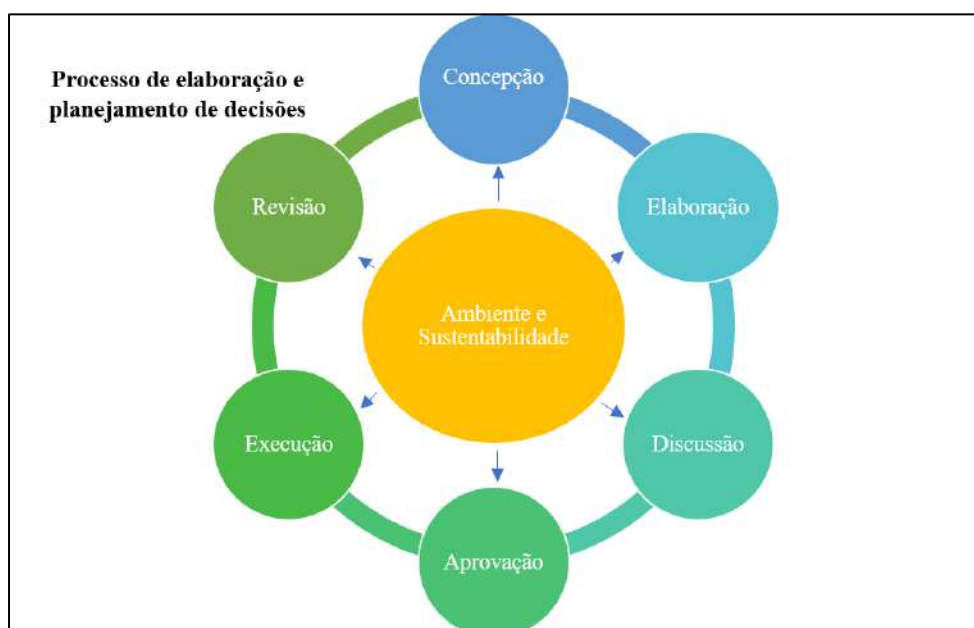 Processo de elaboração e
planejamento de decisões
Concepção
Elaboração
Discussão
Aprovação
Execução
Revisão
Ambiente e
Sustentabilidade